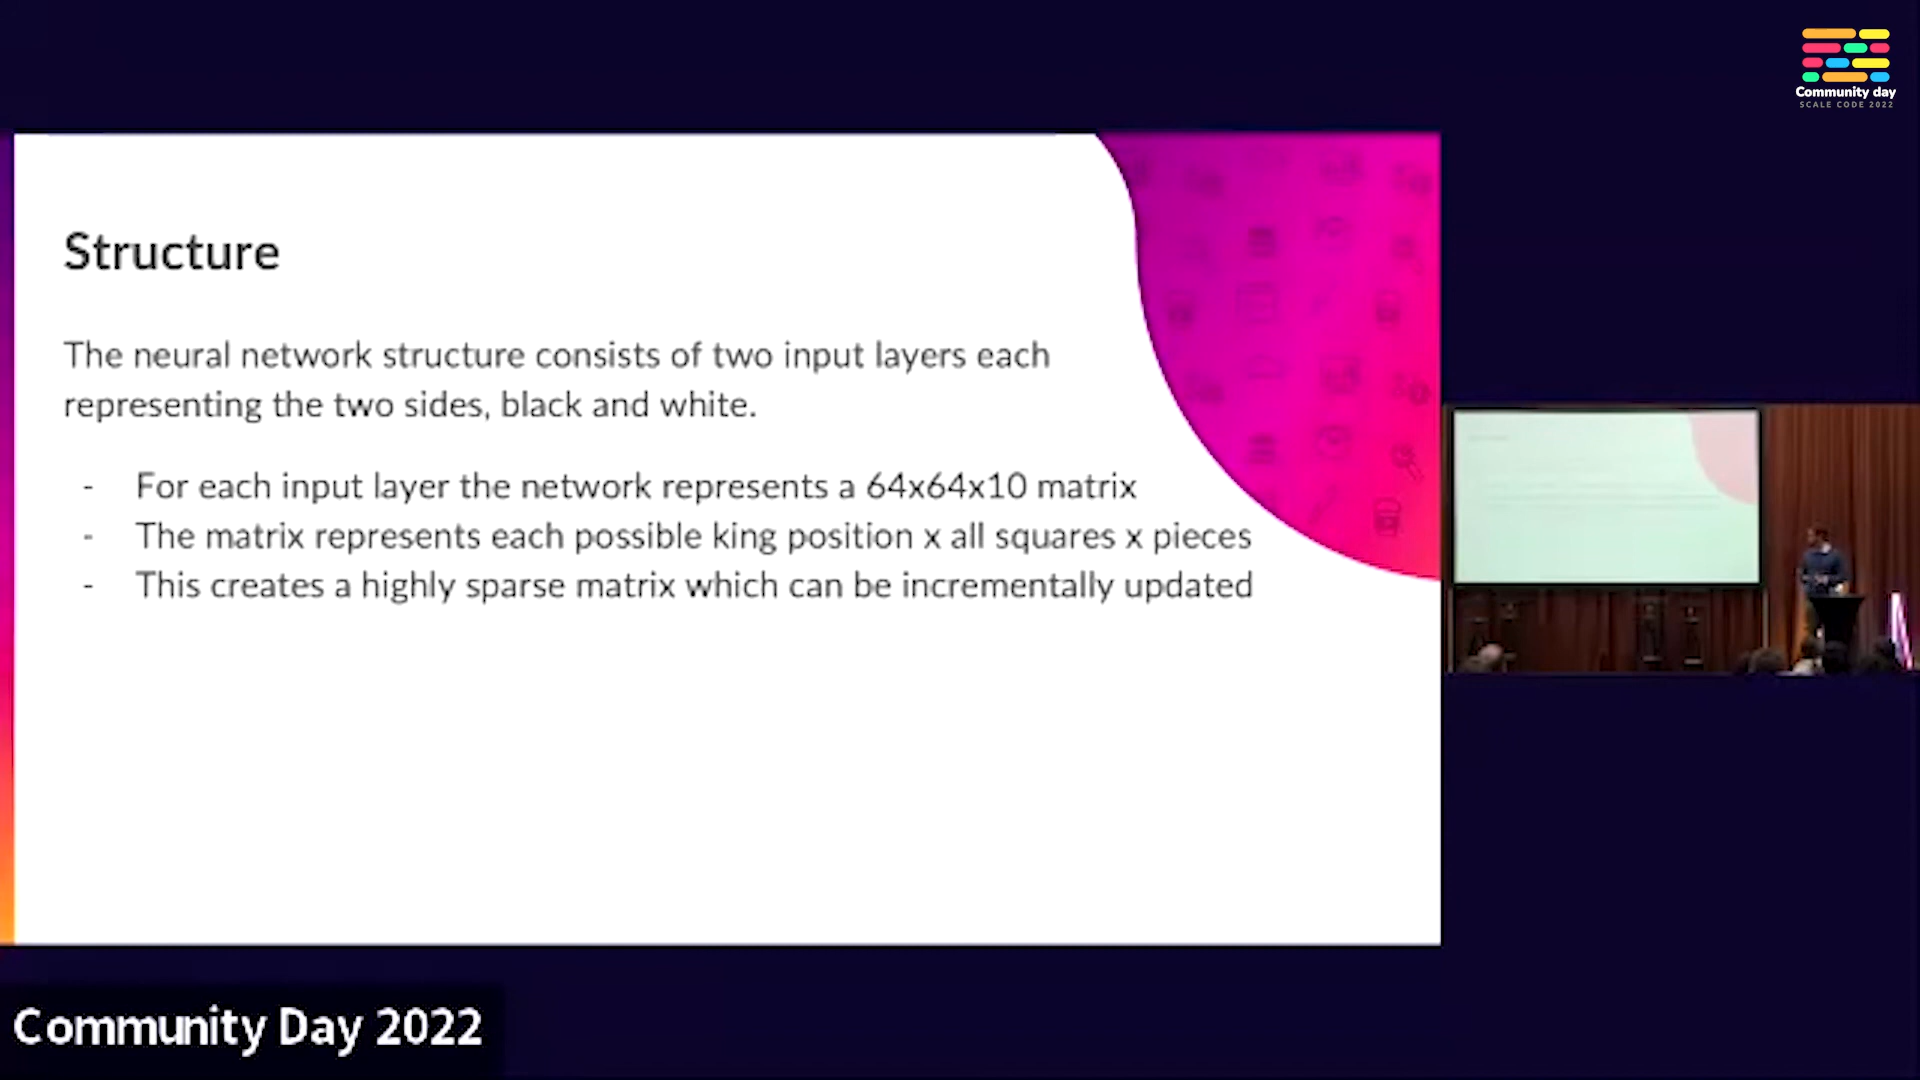 Community day
SCALE CODE 2022
Structure
The neural network structure consists of two input layers each
representing the two sides, black and white.
- For each input layer the network represents a 64x64x10 matrix
- The matrix represents each possible king position x all squares x pieces
- This creates a highly sparse matrix which can be incrementally updated
Community Day 2022